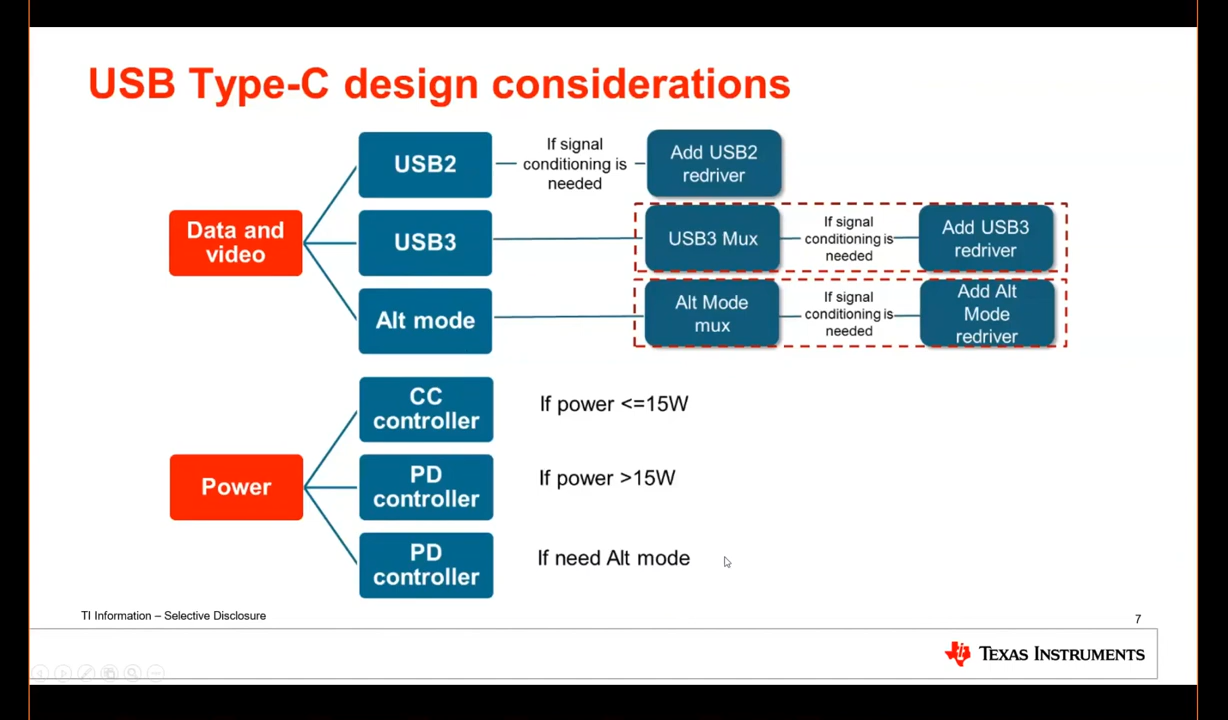 USB Type-C design considerations
Data and
video
USB2
If signal
conditioning is
needed
Add USB2
redriver
USB3
USB3 Mux
If signal
conditioning is
needed
Add USB3
redriver
Alt mode
Alt Mode
mux
If signal
conditioning is
needed
Add Alt
Mode
redriver
Power
CC
controller
If power <=15W
PD
controller
If power >15W
PD
controller
If need Alt mode
TI Information – Selective Disclosure
7
TEXAS INSTRUMENTS